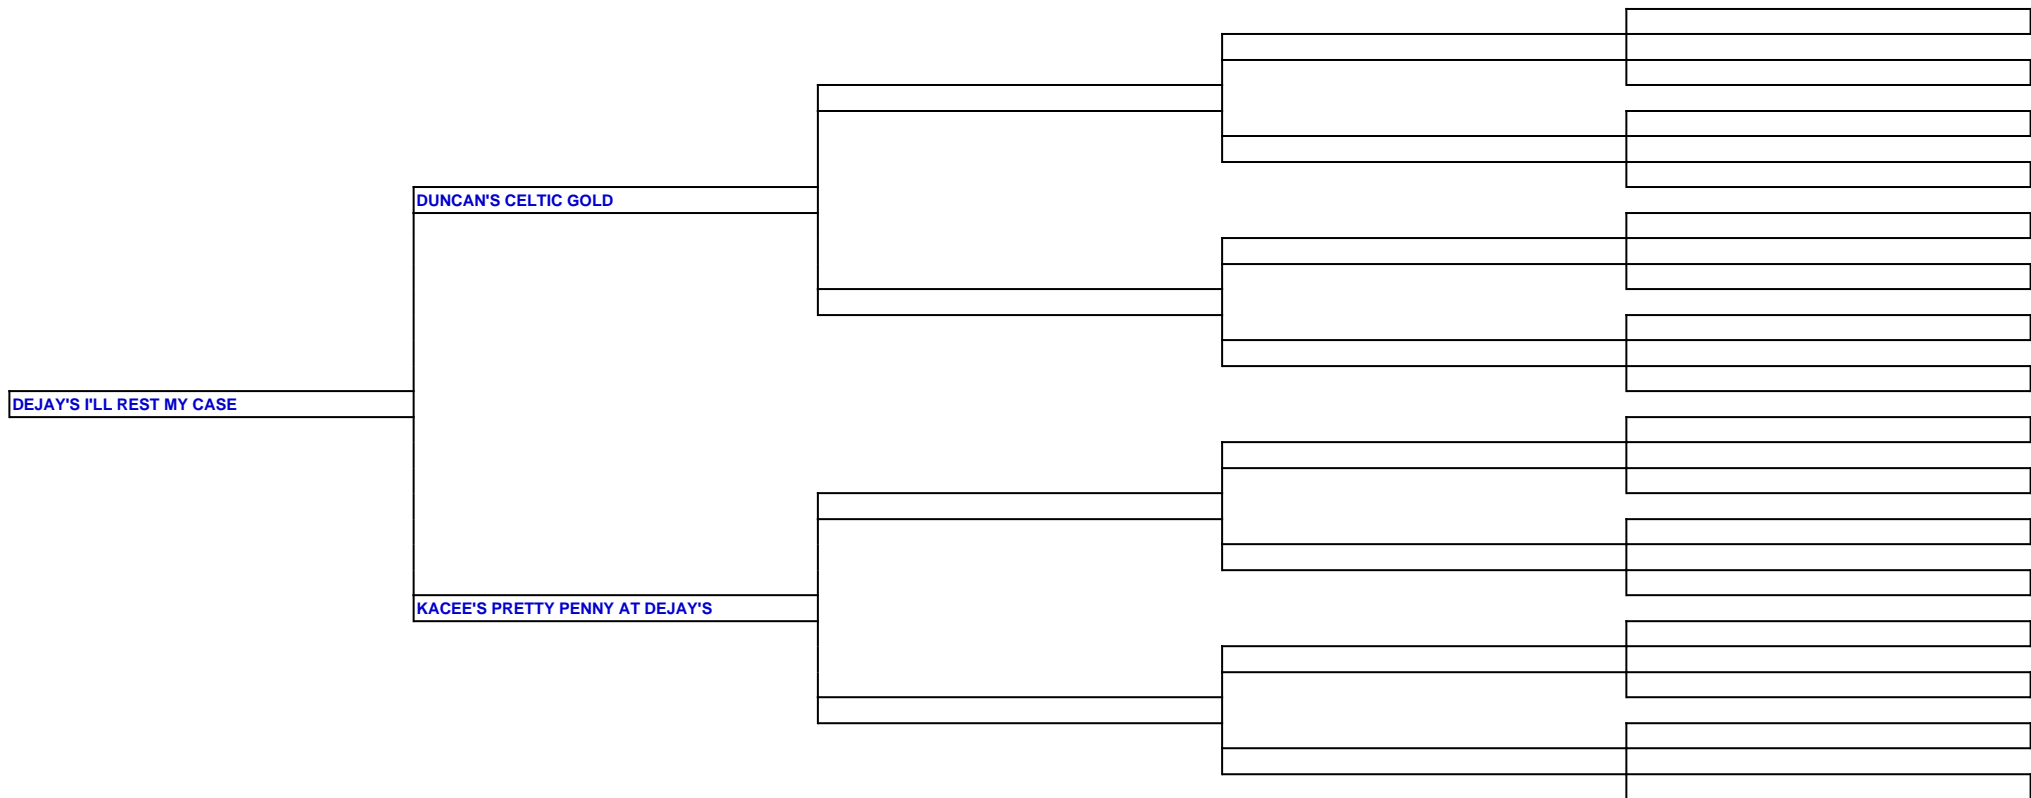 DUNCAN'S CELTIC GOLD
DEJAY'S I'LL REST MY CASE
KACEE'S PRETTY PENNY AT DEJAY'S